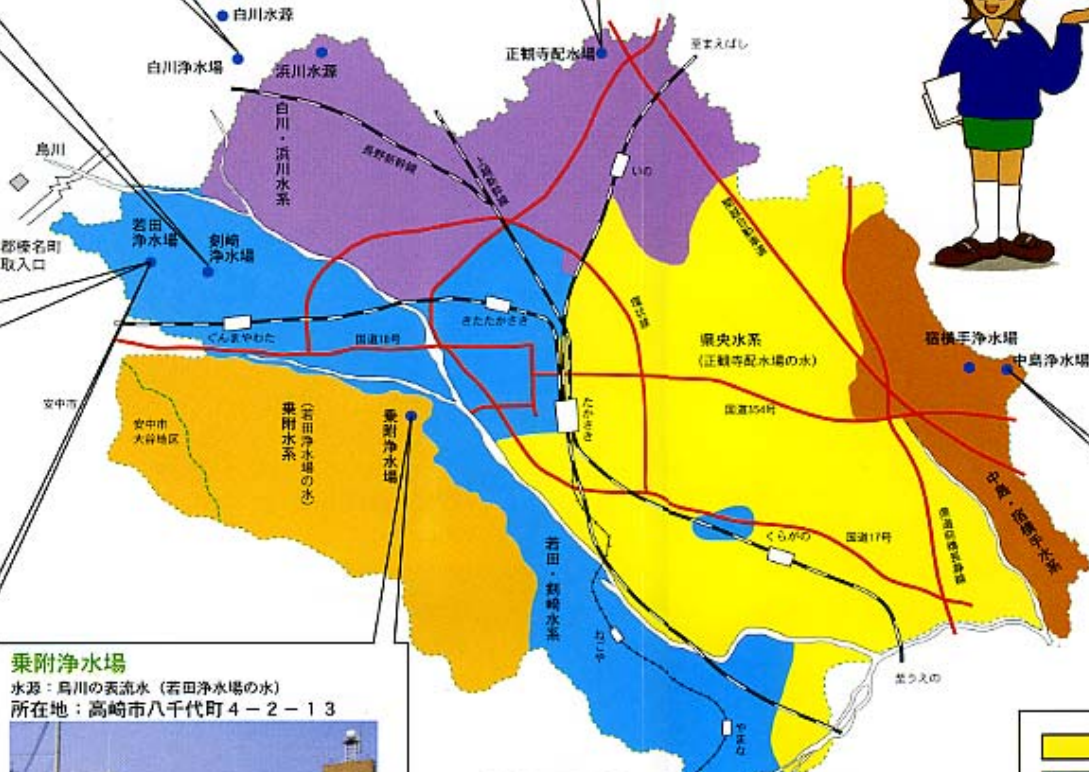 白川水源
白川浄水場
浜川水源
正観寺配水場
至まえばし
白川・浜川水系
長野新幹線
烏川
いの
若田
浄水場
剣崎
浄水場
郡榛名町
取入口
環状線
きたたかさき
ぐんまやわた
国道18号
県央水系
(正観寺配水場の水)
宿横手浄水場
中島浄水場
安中市
安中市
大谷地区
乗附水系
(若田浄水場の水)
乗附浄水場
たかさき
国道354号
中島・宿横手水系
くらがの
国道17号
若田・剣崎水系
ねこや
至うえの
やまな
乗附浄水場
水源：烏川の表流水（若田浄水場の水）
所在地：高崎市八千代町４－２－１３